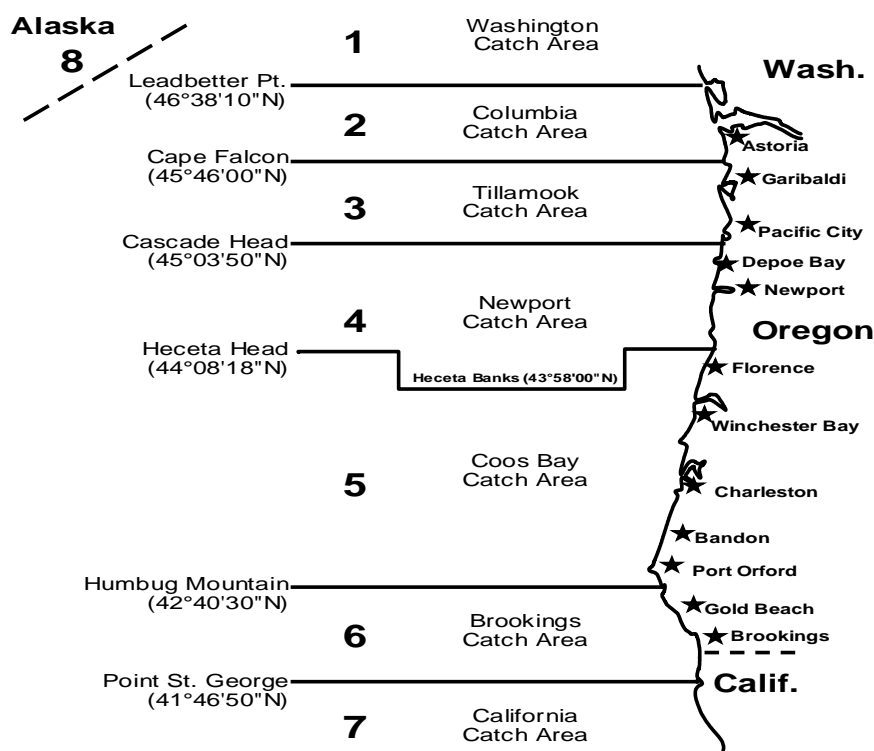 Alaska
8
1
Washington
Catch Area
Wash.
Leadbetter Pt.
(46°38'10"N)
2
Columbia
Catch Area
Astoria
Cape Falcon
(45°46'00"N)
Garibaldi
3
Tillamook
Catch Area
Pacific City
Cascade Head
(45°03'50"N)
Depoe Bay
Newport
4
Newport
Catch Area
Oregon
Heceta Head
(44°08'18"N)
Heceta Banks (43°58'00"N)
Florence
Winchester Bay
5
Coos Bay
Catch Area
Charleston
Bandon
Port Orford
Humbug Mountain
(42°40'30"N)
Gold Beach
6
Brookings
Catch Area
Brookings
Point St. George
(41°46'50"N)
Calif.
7
California
Catch Area